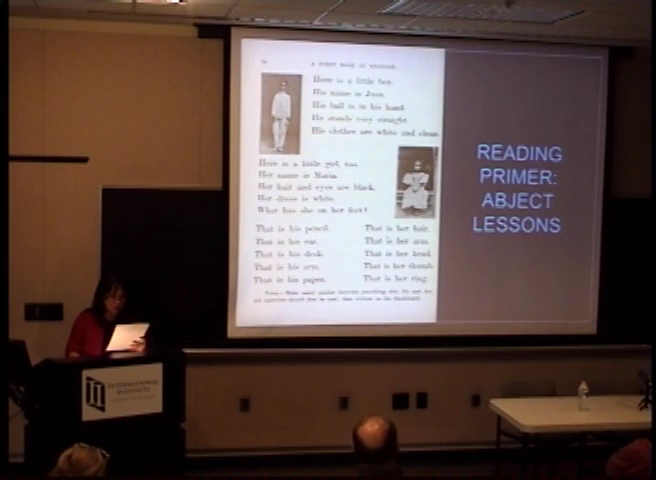 A FIRST BOOK IN ENGLISH
Here is a little boy.
His name is Juan.
His ball is in his hand.
He stands very straight.
His clothes are white and clean.
Here is a little girl, too.
Her name is Maria.
Her hair and eyes are black.
Her dress is white.
What has she on her feet?
That is his pencil.
That is his ear.
That is his desk.
That is his arm.
That is his paper.
That is her hair.
That is her arm.
That is her head.
That is her thumb.
That is her ring.
READING
PRIMER:
ABJECT
LESSONS
INTERNATIONAL
INSTITUTE